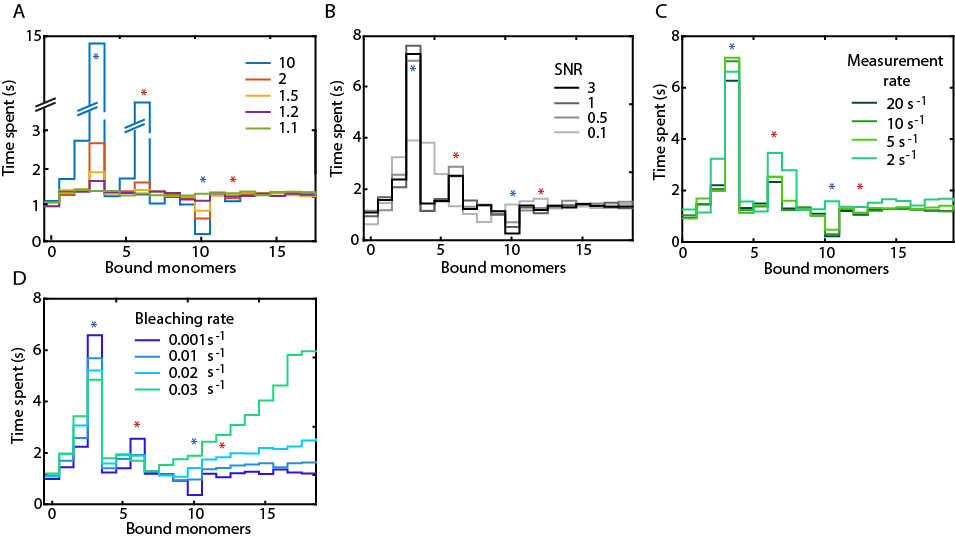 A
15
3
2
1
0
Time spent (s)
*
*
*
*
10
2
1.5
1.2
1.1
0
5
10
15
Bound monomers
B
8
6
4
2
0
Time spent (s)
*
*
*
*
SNR
3
1
0.5
0.1
0
5
10
15
Bound monomers
C
8
6
4
2
0
Time spent (s)
*
*
*
*
Measurement
rate
20 s-1
10 s-1
5 s-1
2 s-1
0
5
10
15
Bound monomers
D
8
6
4
2
0
Time spent (s)
*
*
*
*
Bleaching rate
0.001s-1
0.01 s-1
0.02 s-1
0.03 s-1
0
5
10
15
Bound monomers